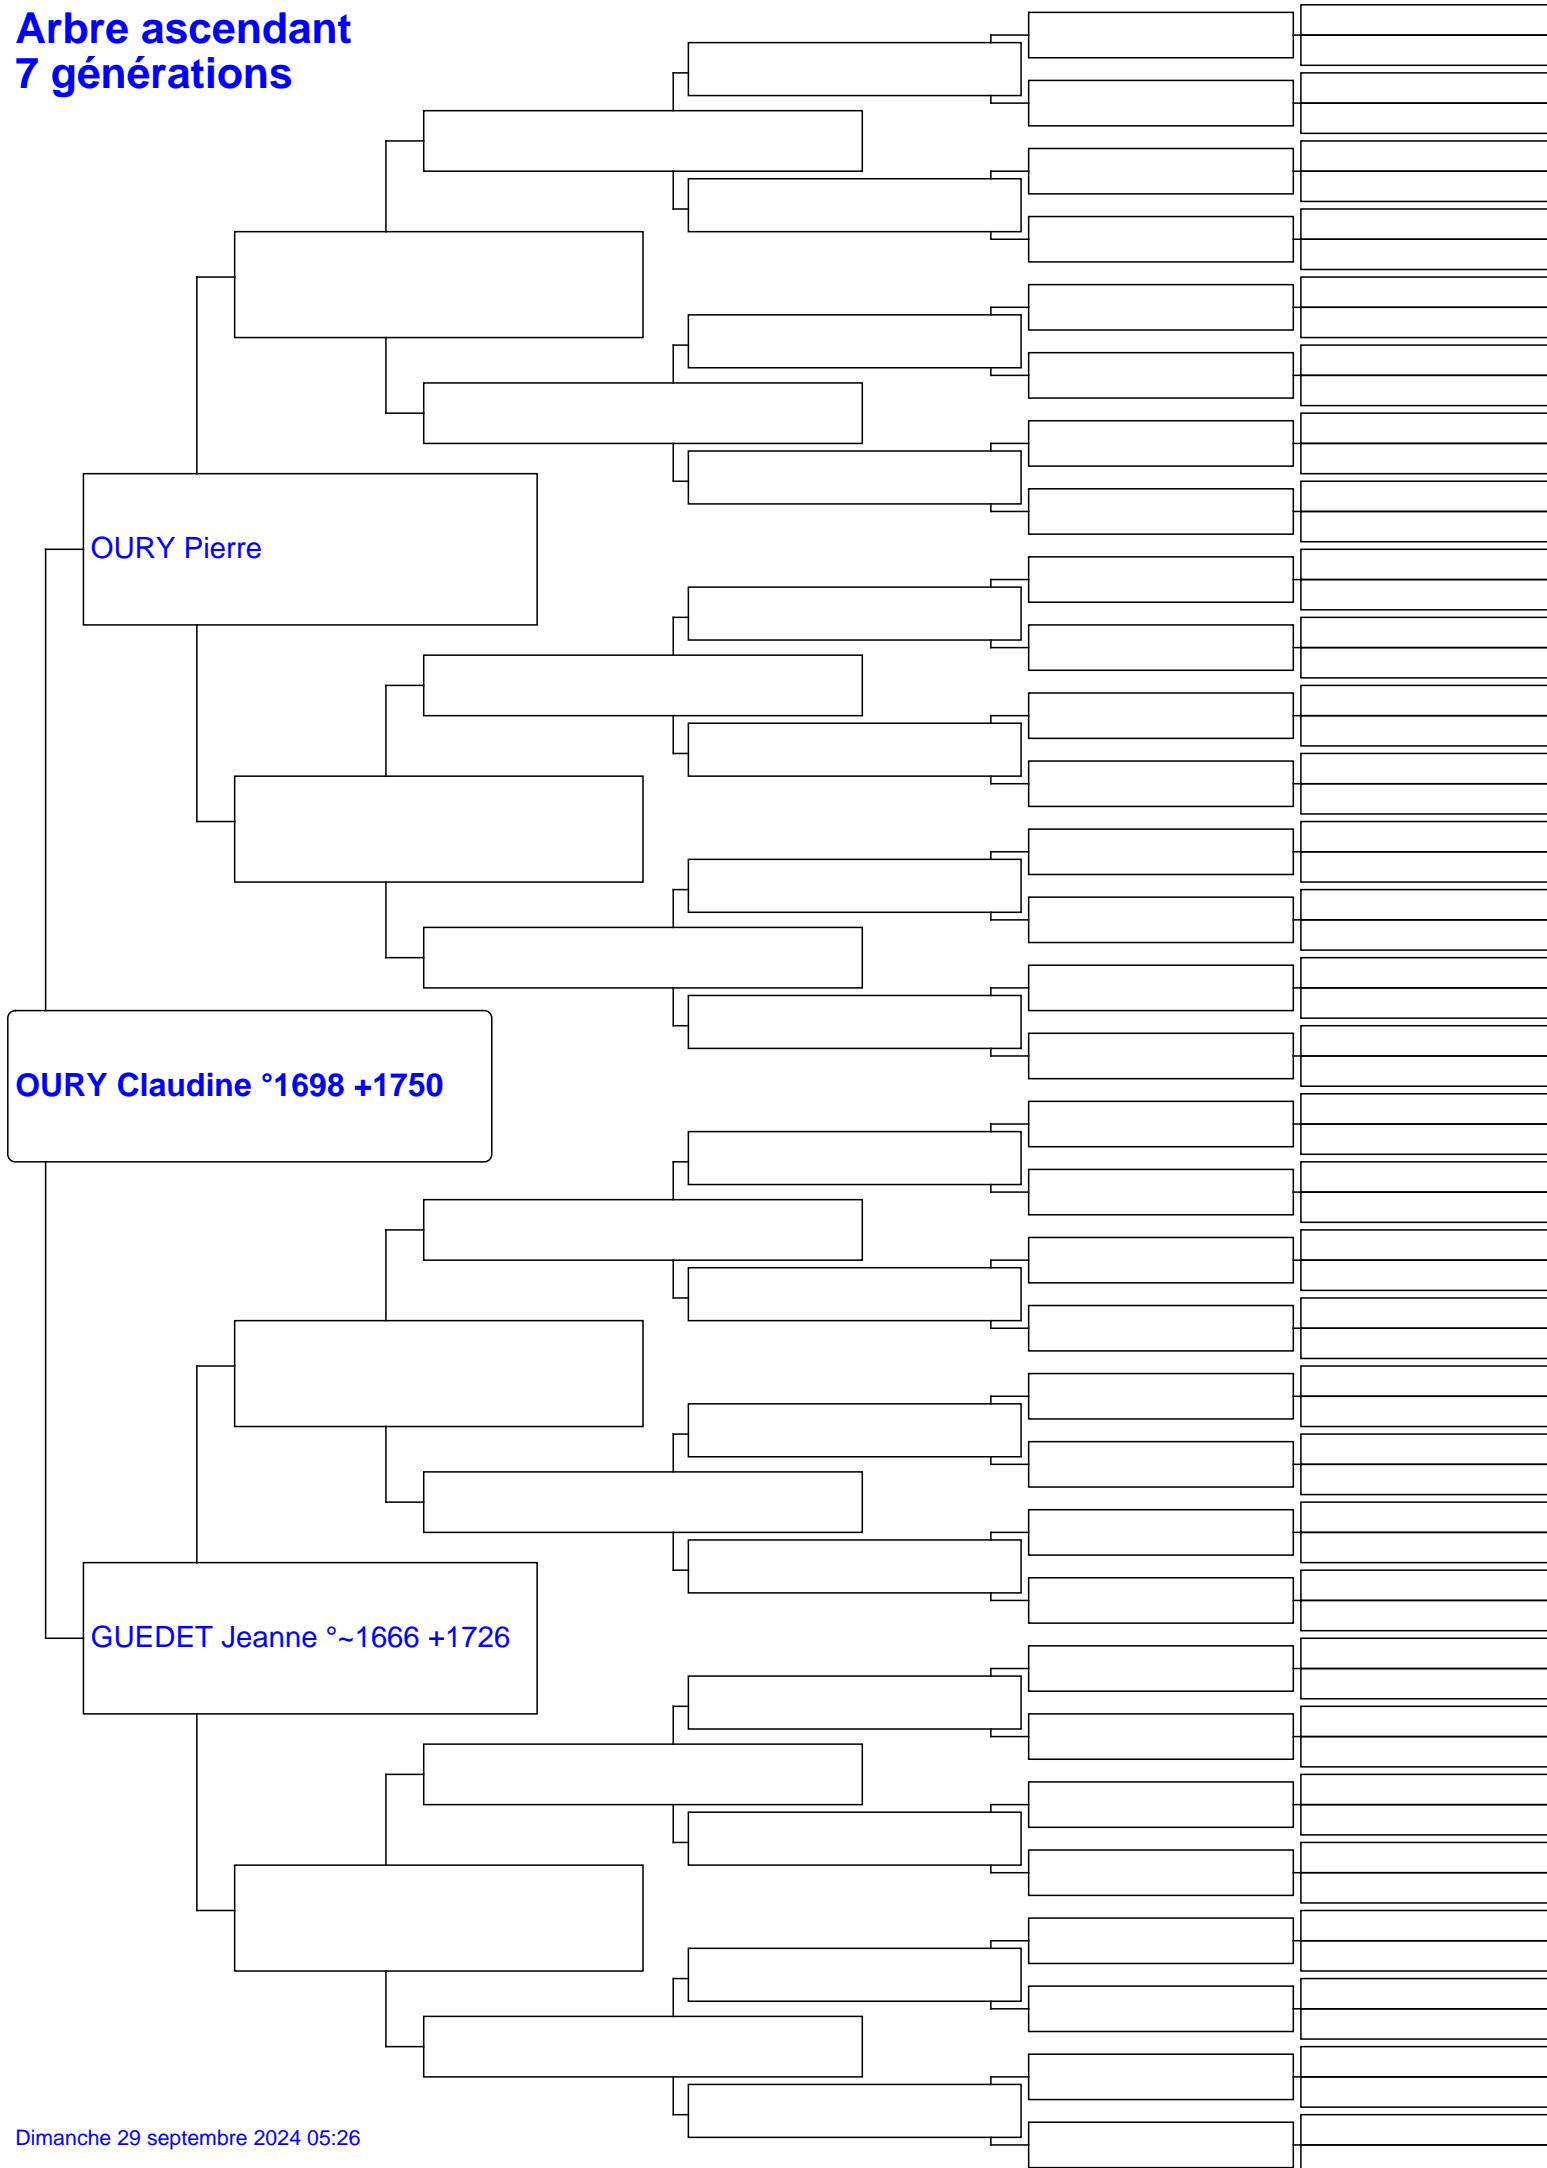 Arbre ascendant
7 générations
OURY Pierre
OURY Claudine °1698 +1750
GUEDET Jeanne °~1666 +1726
Dimanche 29 septembre 2024 05:26